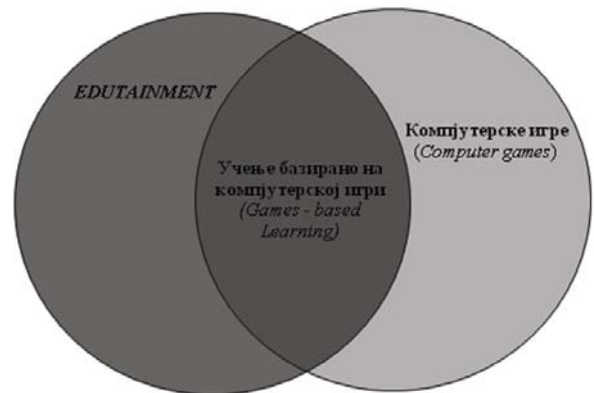 EDUTAINMENT
Компјутерске игре
(Computer games)
Учење базирано на
компјутерској игри
(Games - based
Learning)